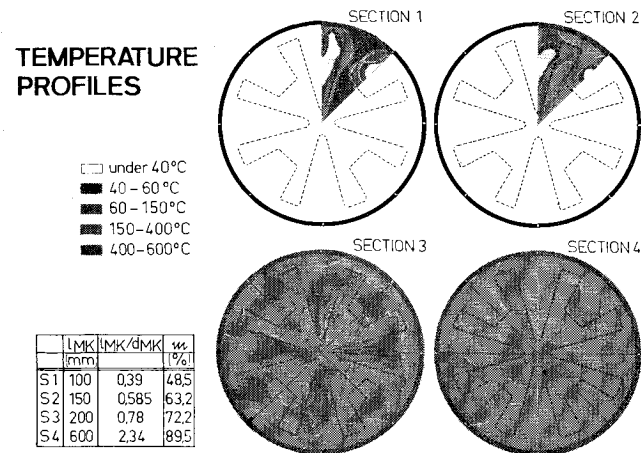 SECTION 1
SECTION 2
TEMPERATURE
PROFILES
under 40°C
40-60°C
60-150°C
150-400°C
400-600°C
SECTION 3
SECTION 4
lMK lMK/dMK m
[mm] [%]
S1 100 0,39 48,5
S2 150 0,585 63,2
S3 200 0,78 72,2
S4 600 2,34 89,5